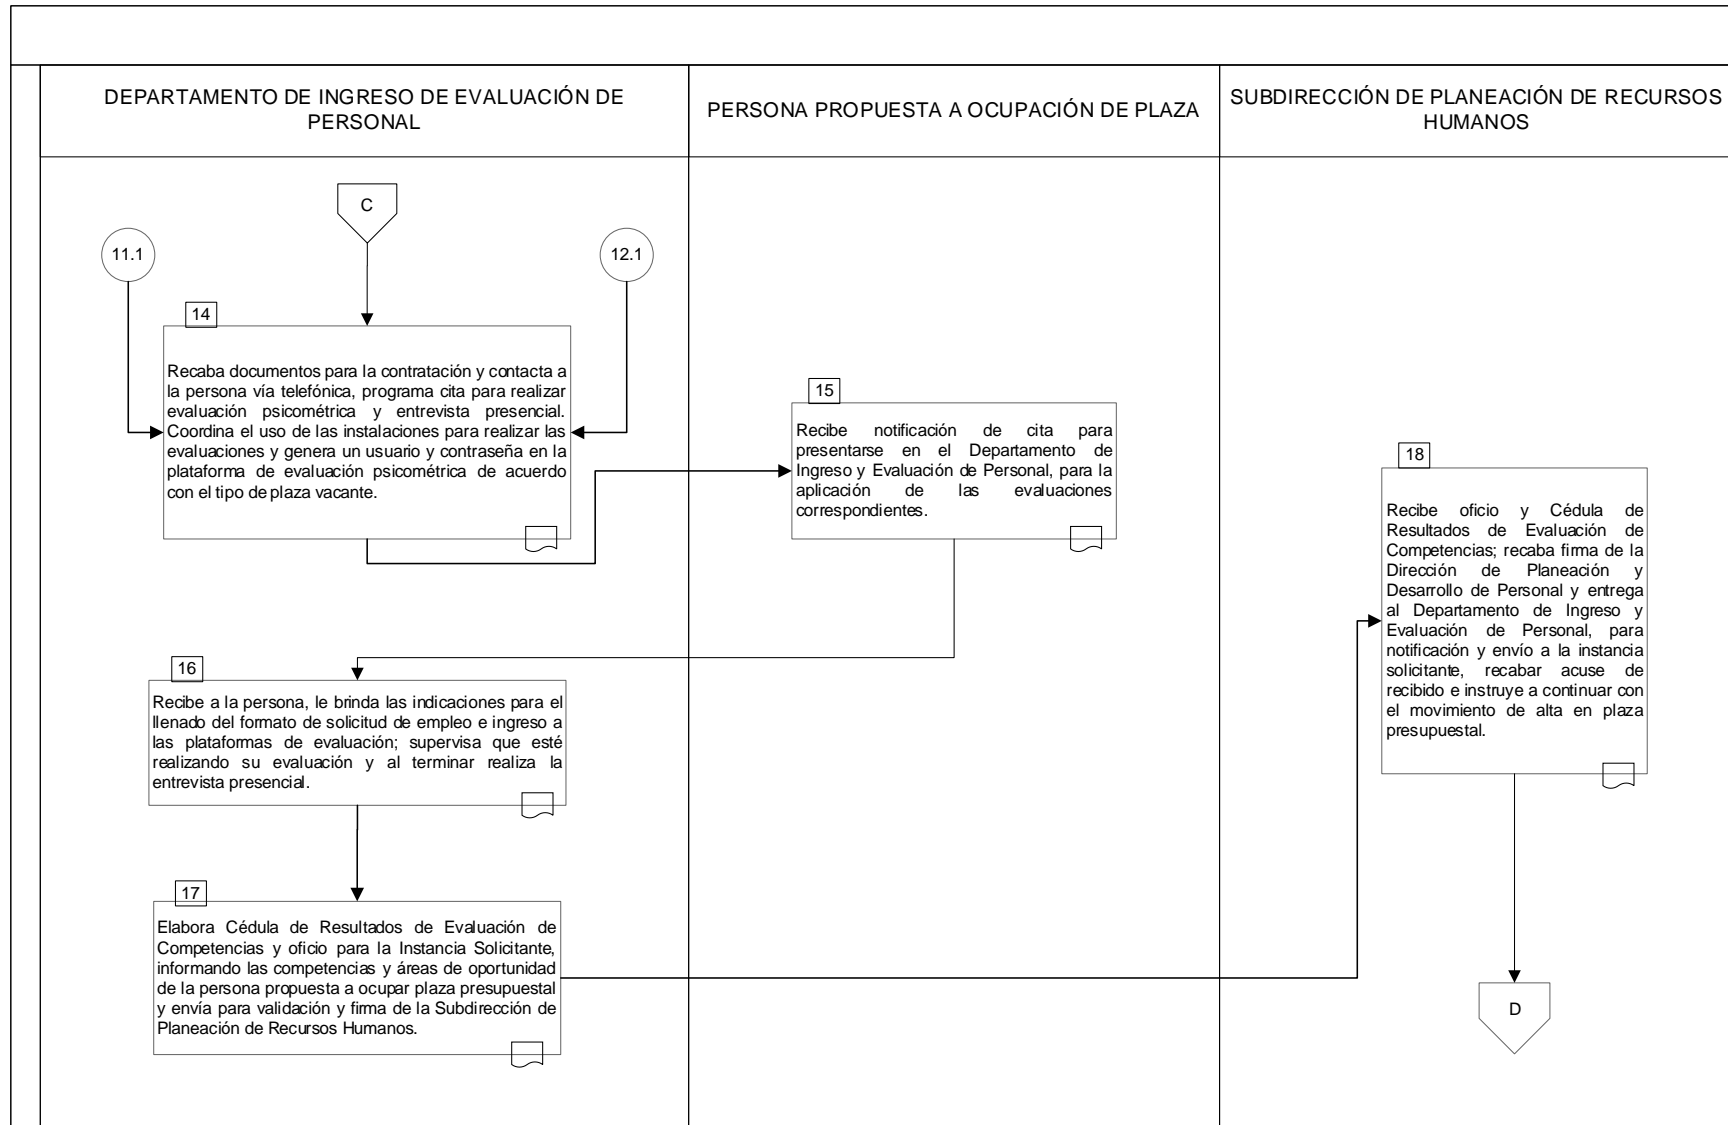 DEPARTAMENTO DE INGRESO DE EVALUACIÓN DE
PERSONAL
PERSONA PROPUESTA A OCUPACIÓN DE PLAZA
SUBDIRECCIÓN DE PLANEACIÓN DE RECURSOS
HUMANOS
C
11.1
12.1
14
Recaba documentos para la contratación y contacta a
la persona vía telefónica, programa cita para realizar
evaluación psicométrica y entrevista presencial.
Coordina el uso de las instalaciones para realizar las
evaluaciones y genera un usuario y contraseña en la
plataforma de evaluación psicométrica de acuerdo
con el tipo de plaza vacante.
15
Recibe notificación de cita para
presentarse en el Departamento de
Ingreso y Evaluación de Personal, para la
aplicación de las evaluaciones
correspondientes.
16
Recibe a la persona, le brinda las indicaciones para el
llenado del formato de solicitud de empleo e ingreso a
las plataformas de evaluación; supervisa que esté
realizando su evaluación y al terminar realiza la
entrevista presencial.
17
Elabora Cédula de Resultados de Evaluación de
Competencias y oficio para la Instancia Solicitante,
informando las competencias y áreas de oportunidad
de la persona propuesta a ocupar plaza presupuestal
y envía para validación y firma de la Subdirección de
Planeación de Recursos Humanos.
18
Recibe oficio y Cédula de
Resultados de Evaluación de
Competencias; recaba firma de la
Dirección de Planeación y
Desarrollo de Personal y entrega
al Departamento de Ingreso y
Evaluación de Personal, para
notificación y envío a la instancia
solicitante, recabar acuse de
recibido e instruye a continuar con
el movimiento de alta en plaza
presupuestal.
D